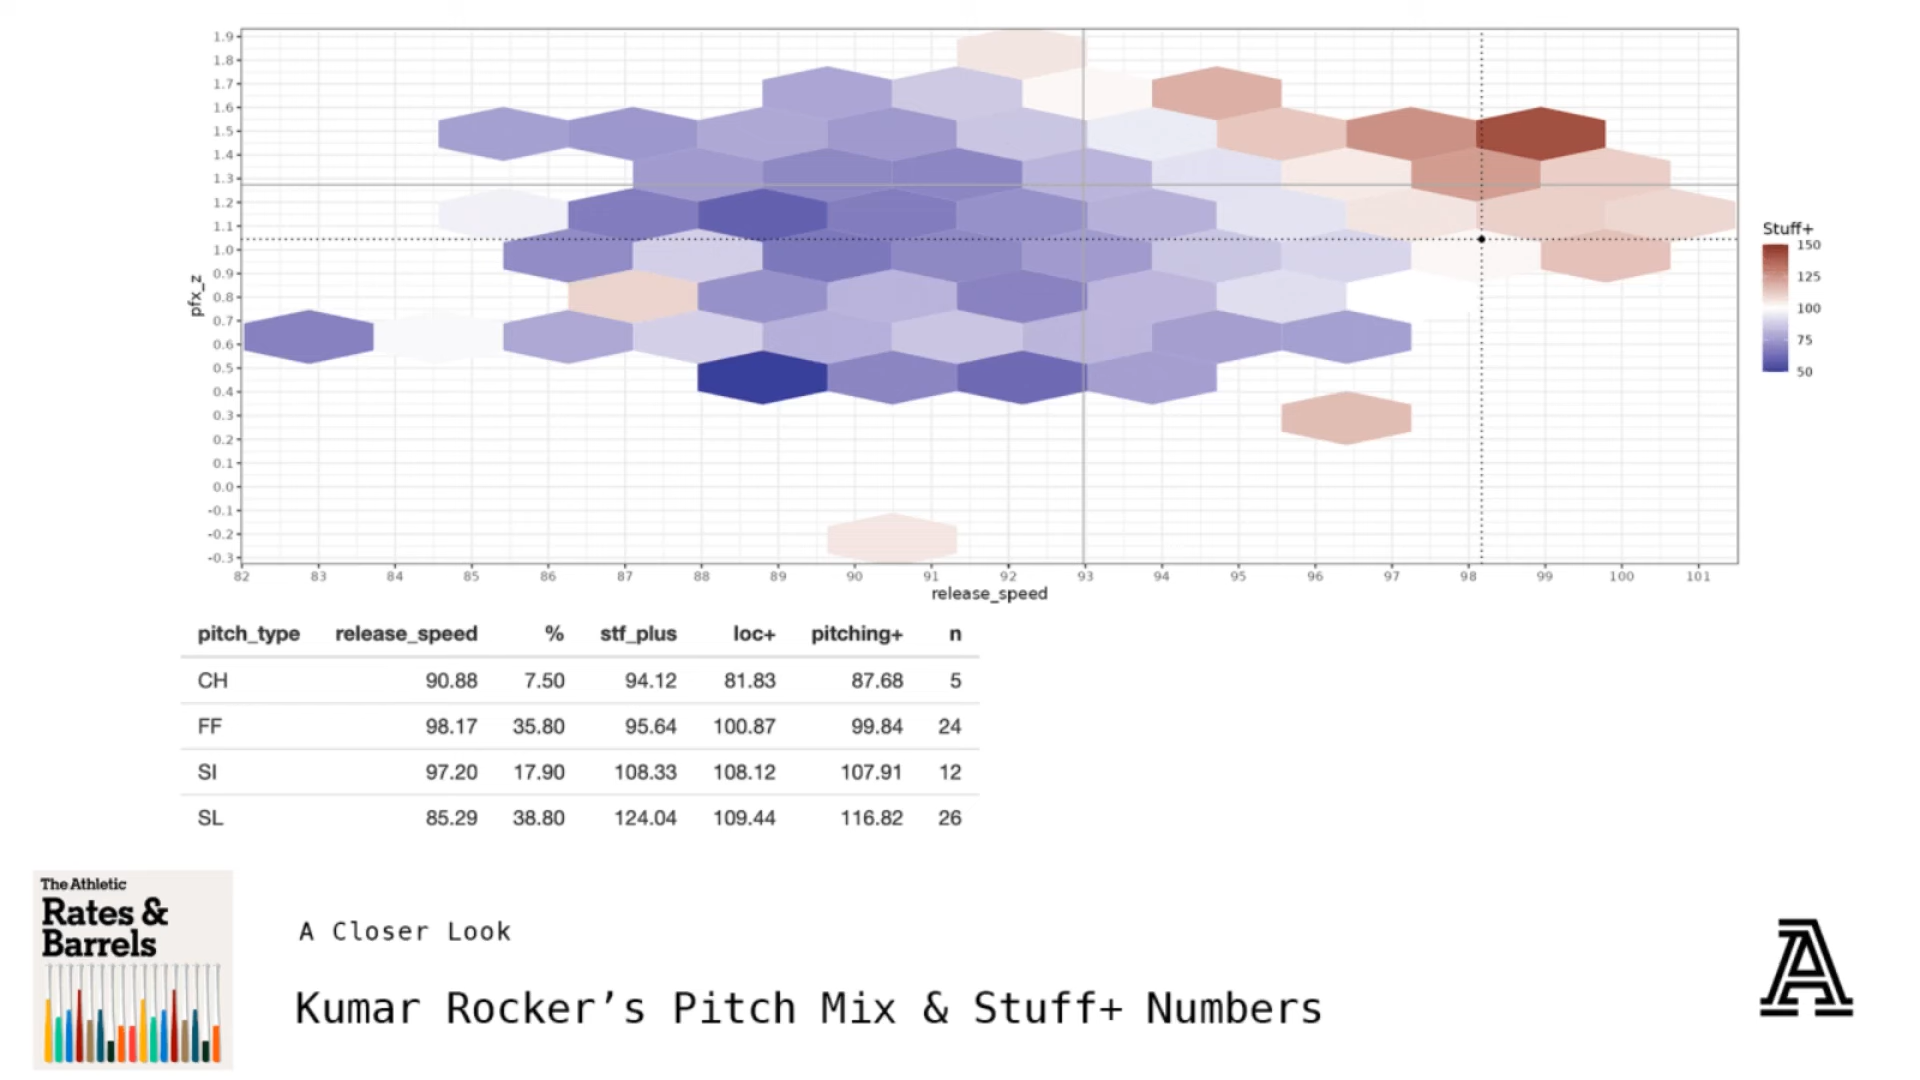 1.9
1.8
1.7
1.6
1.5
1.4
1.3
1.2
1.1
1.0
0.9
0.8
0.7
0.6
0.5
0.4
0.3
0.2
0.1
0.0
-0.1
-0.2
-0.3
pfx_z
82 83 84 85 86 87 88 89 90 91 92 93 94 95 96 97 98 99 100 101
release_speed
Stuff+
150
125
100
75
50
pitch_type release_speed % stf_plus loc+ pitching+ n
CH 90.88 7.50 94.12 81.83 87.68 5
FF 98.17 35.80 95.64 100.87 99.84 24
SI 97.20 17.90 108.33 108.12 107.91 12
SL 85.29 38.80 124.04 109.44 116.82 26
The Athletic
Rates &
Barrels
A Closer Look
Kumar Rocker’s Pitch Mix & Stuff+ Numbers
A